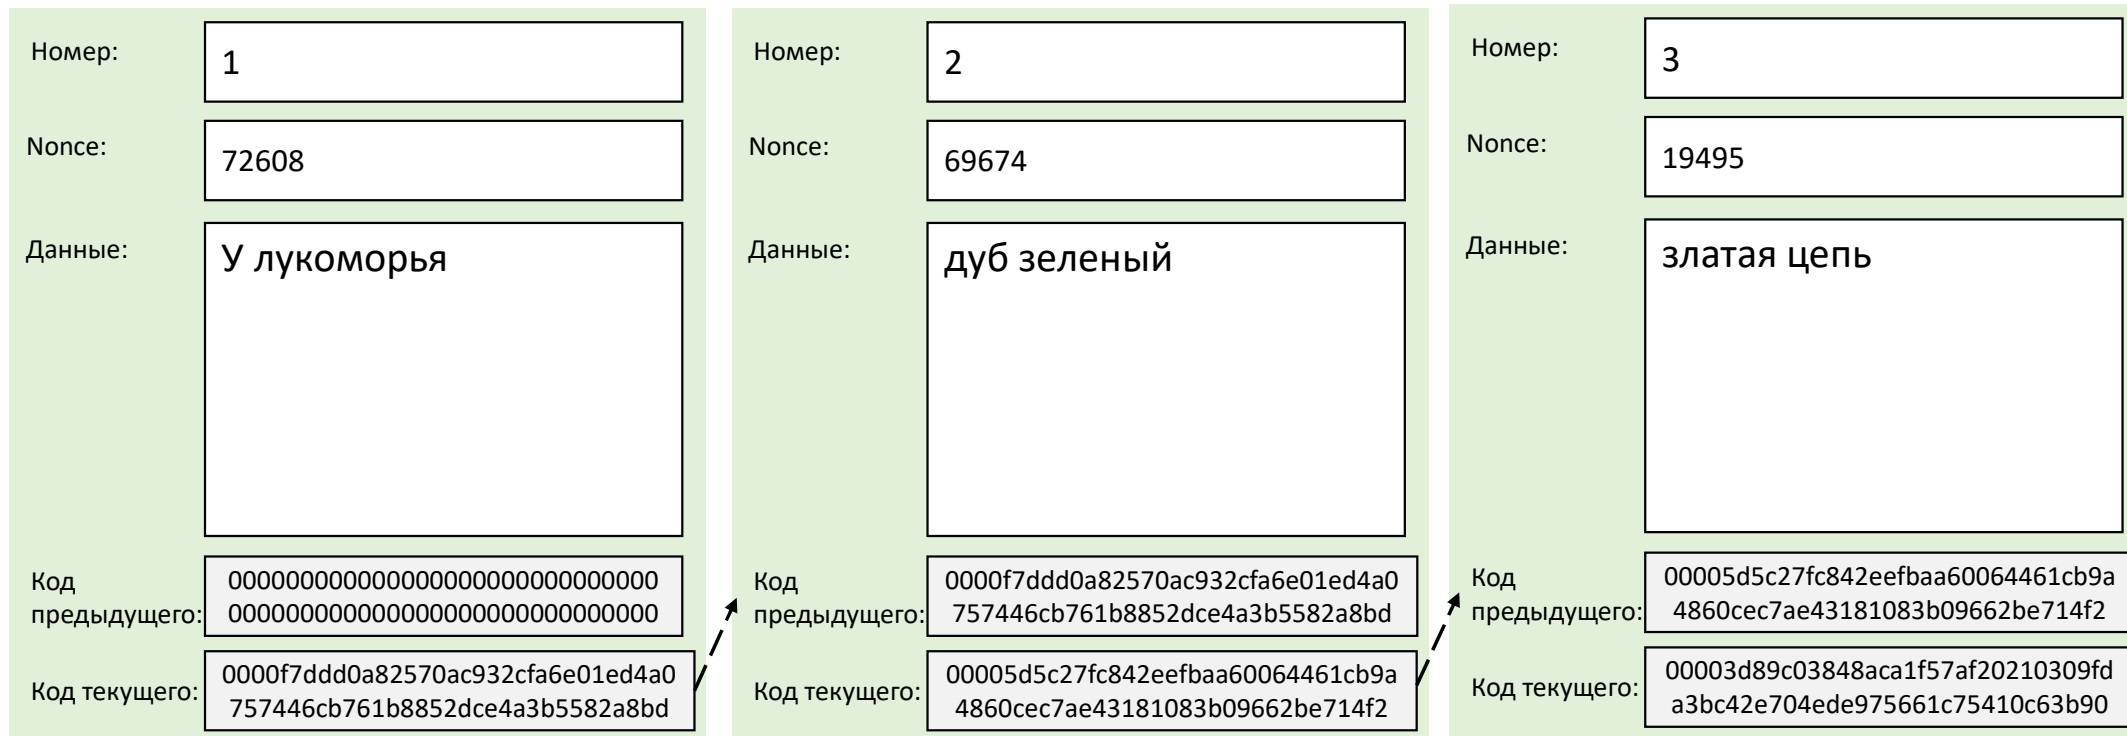 Номер:
1
Nonce:
72608
Данные:
У лукоморья
Код
предыдущего:
00000000000000000000000000000000
00000000000000000000000000000000
Код текущего:
0000f7ddd0a82570ac932cfa6e01ed4a0
757446cb761b8852dce4a3b5582a8bd
Номер:
2
Nonce:
69674
Данные:
дуб зеленый
Код
предыдущего:
0000f7ddd0a82570ac932cfa6e01ed4a0
757446cb761b8852dce4a3b5582a8bd
Код текущего:
00005d5c27fc842eefbaa60064461cb9a
4860cec7ae43181083b09662be714f2
Номер:
3
Nonce:
19495
Данные:
златая цепь
Код
предыдущего:
00005d5c27fc842eefbaa60064461cb9a
4860cec7ae43181083b09662be714f2
Код текущего:
00003d89c03848aca1f57af20210309fd
a3bc42e704ede975661c75410c63b90